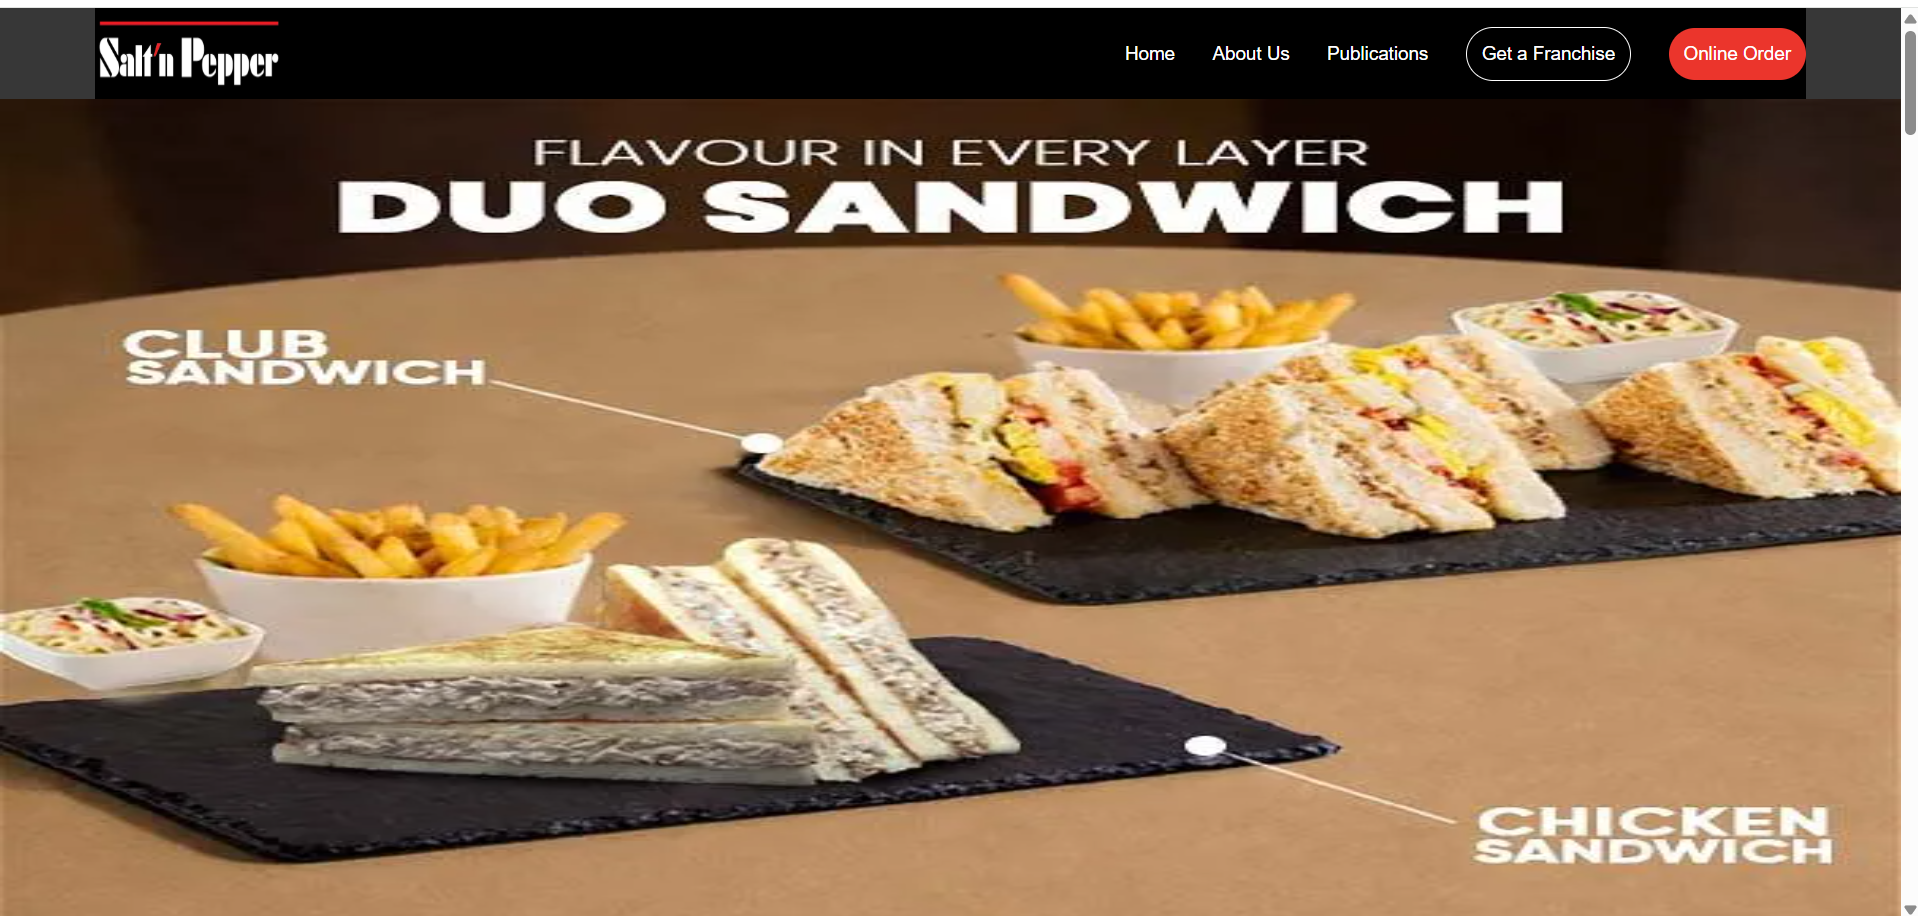 Salt'n Pepper
Home
About Us
Publications
Get a Franchise
Online Order
FLAVOUR IN EVERY LAYER
DUO SANDWICH
CLUB
SANDWICH
CHICKEN
SANDWICH